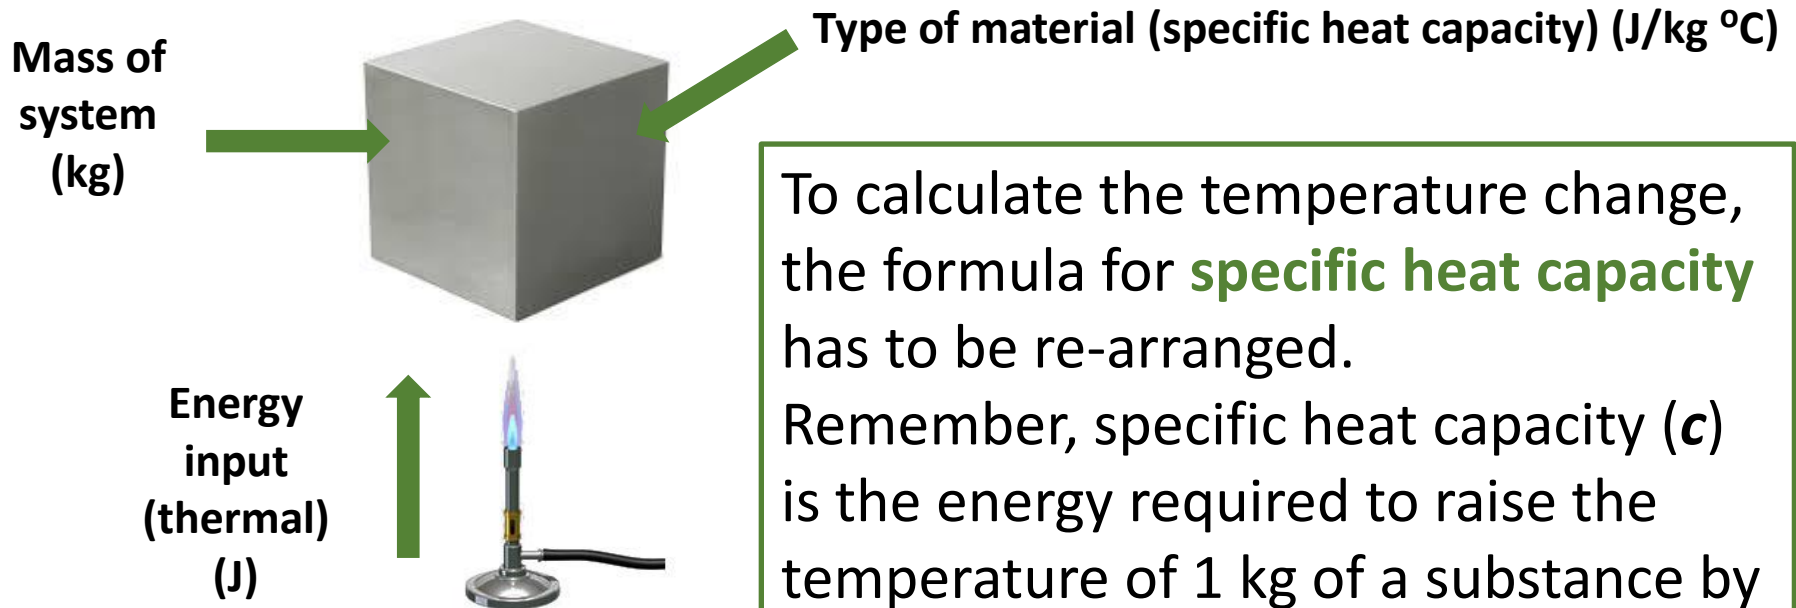 Type of material (specific heat capacity) (J/kg ⁰C)
Mass of
system
(kg)
To calculate the temperature change,
the formula for specific heat capacity
has to be re-arranged.
Remember, specific heat capacity (c)
is the energy required to raise the
temperature of 1 kg of a substance by
Energy
input
(thermal)
(J)